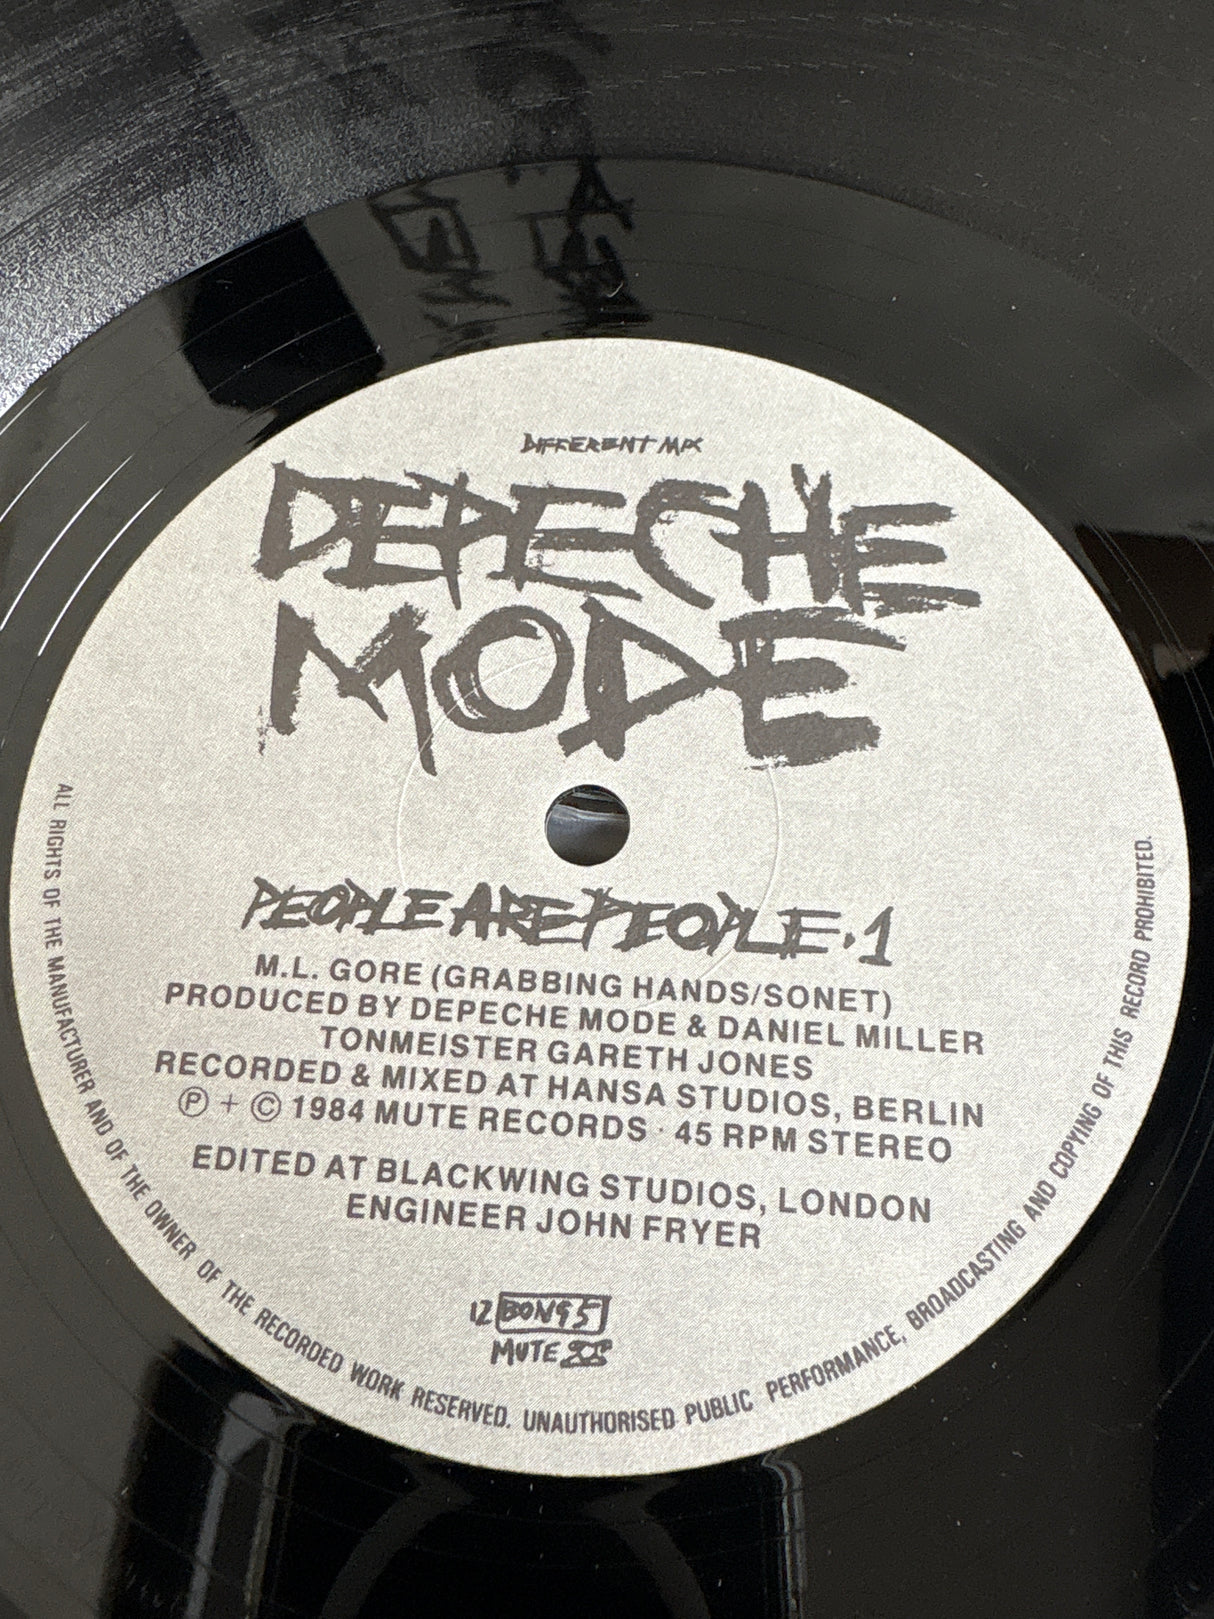 DIFFERENT MIX
DEPECHE
MODE
PEOPLE ARE PEOPLE·1
M.L. GORE (GRABBING HANDS/SONET)
PRODUCED BY DEPECHE MODE & DANIEL MILLER
TONMEISTER GARETH JONES
RECORDED & MIXED AT HANSA STUDIOS, BERLIN
Ⓟ + © 1984 MUTE RECORDS · 45 RPM STEREO
EDITED AT BLACKWING STUDIOS, LONDON
ENGINEER JOHN FRYER
12 BONG 5
MUTE
ALL RIGHTS OF THE MANUFACTURER AND OF THE OWNER OF THE RECORDED WORK RESERVED. UNAUTHORISED PUBLIC PERFORMANCE, BROADCASTING AND COPYING OF THIS RECORD PROHIBITED.